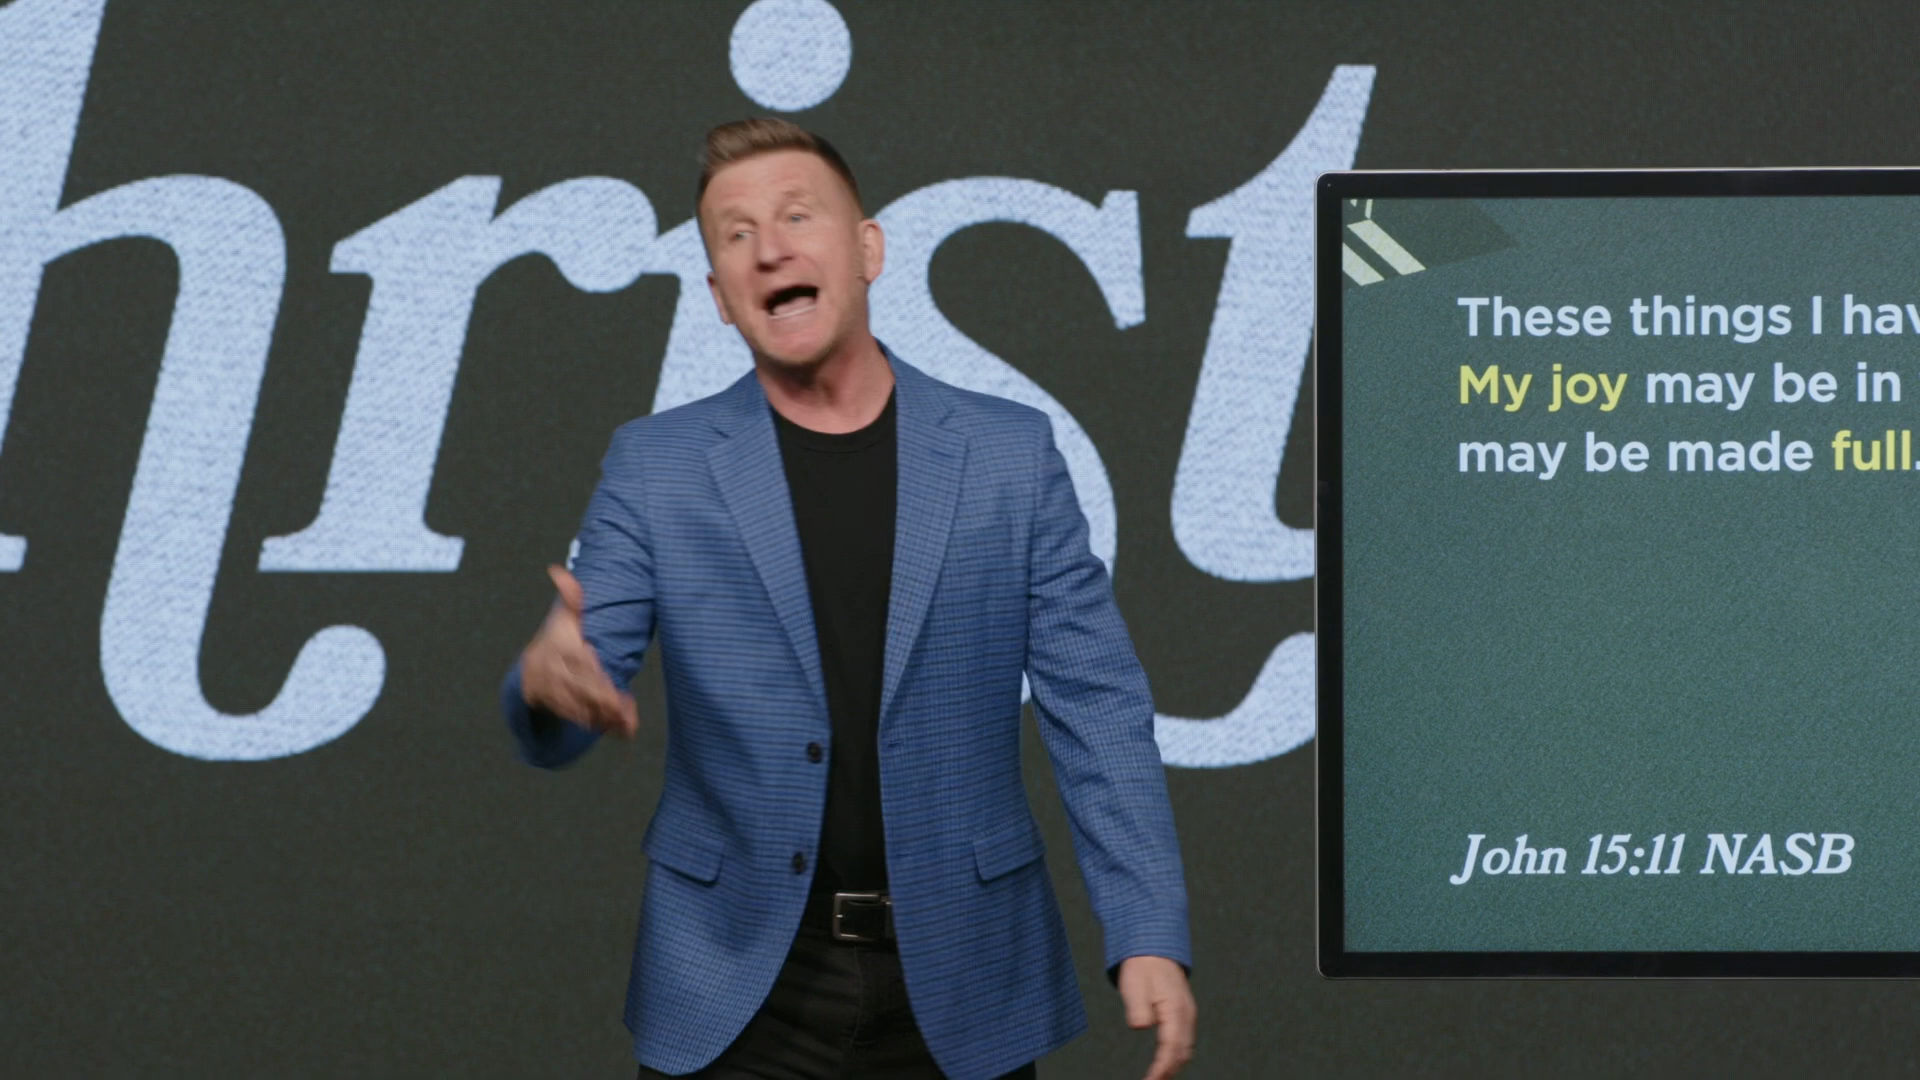 hrist
These things I hav
My joy may be in
may be made full.
John 15:11 NASB